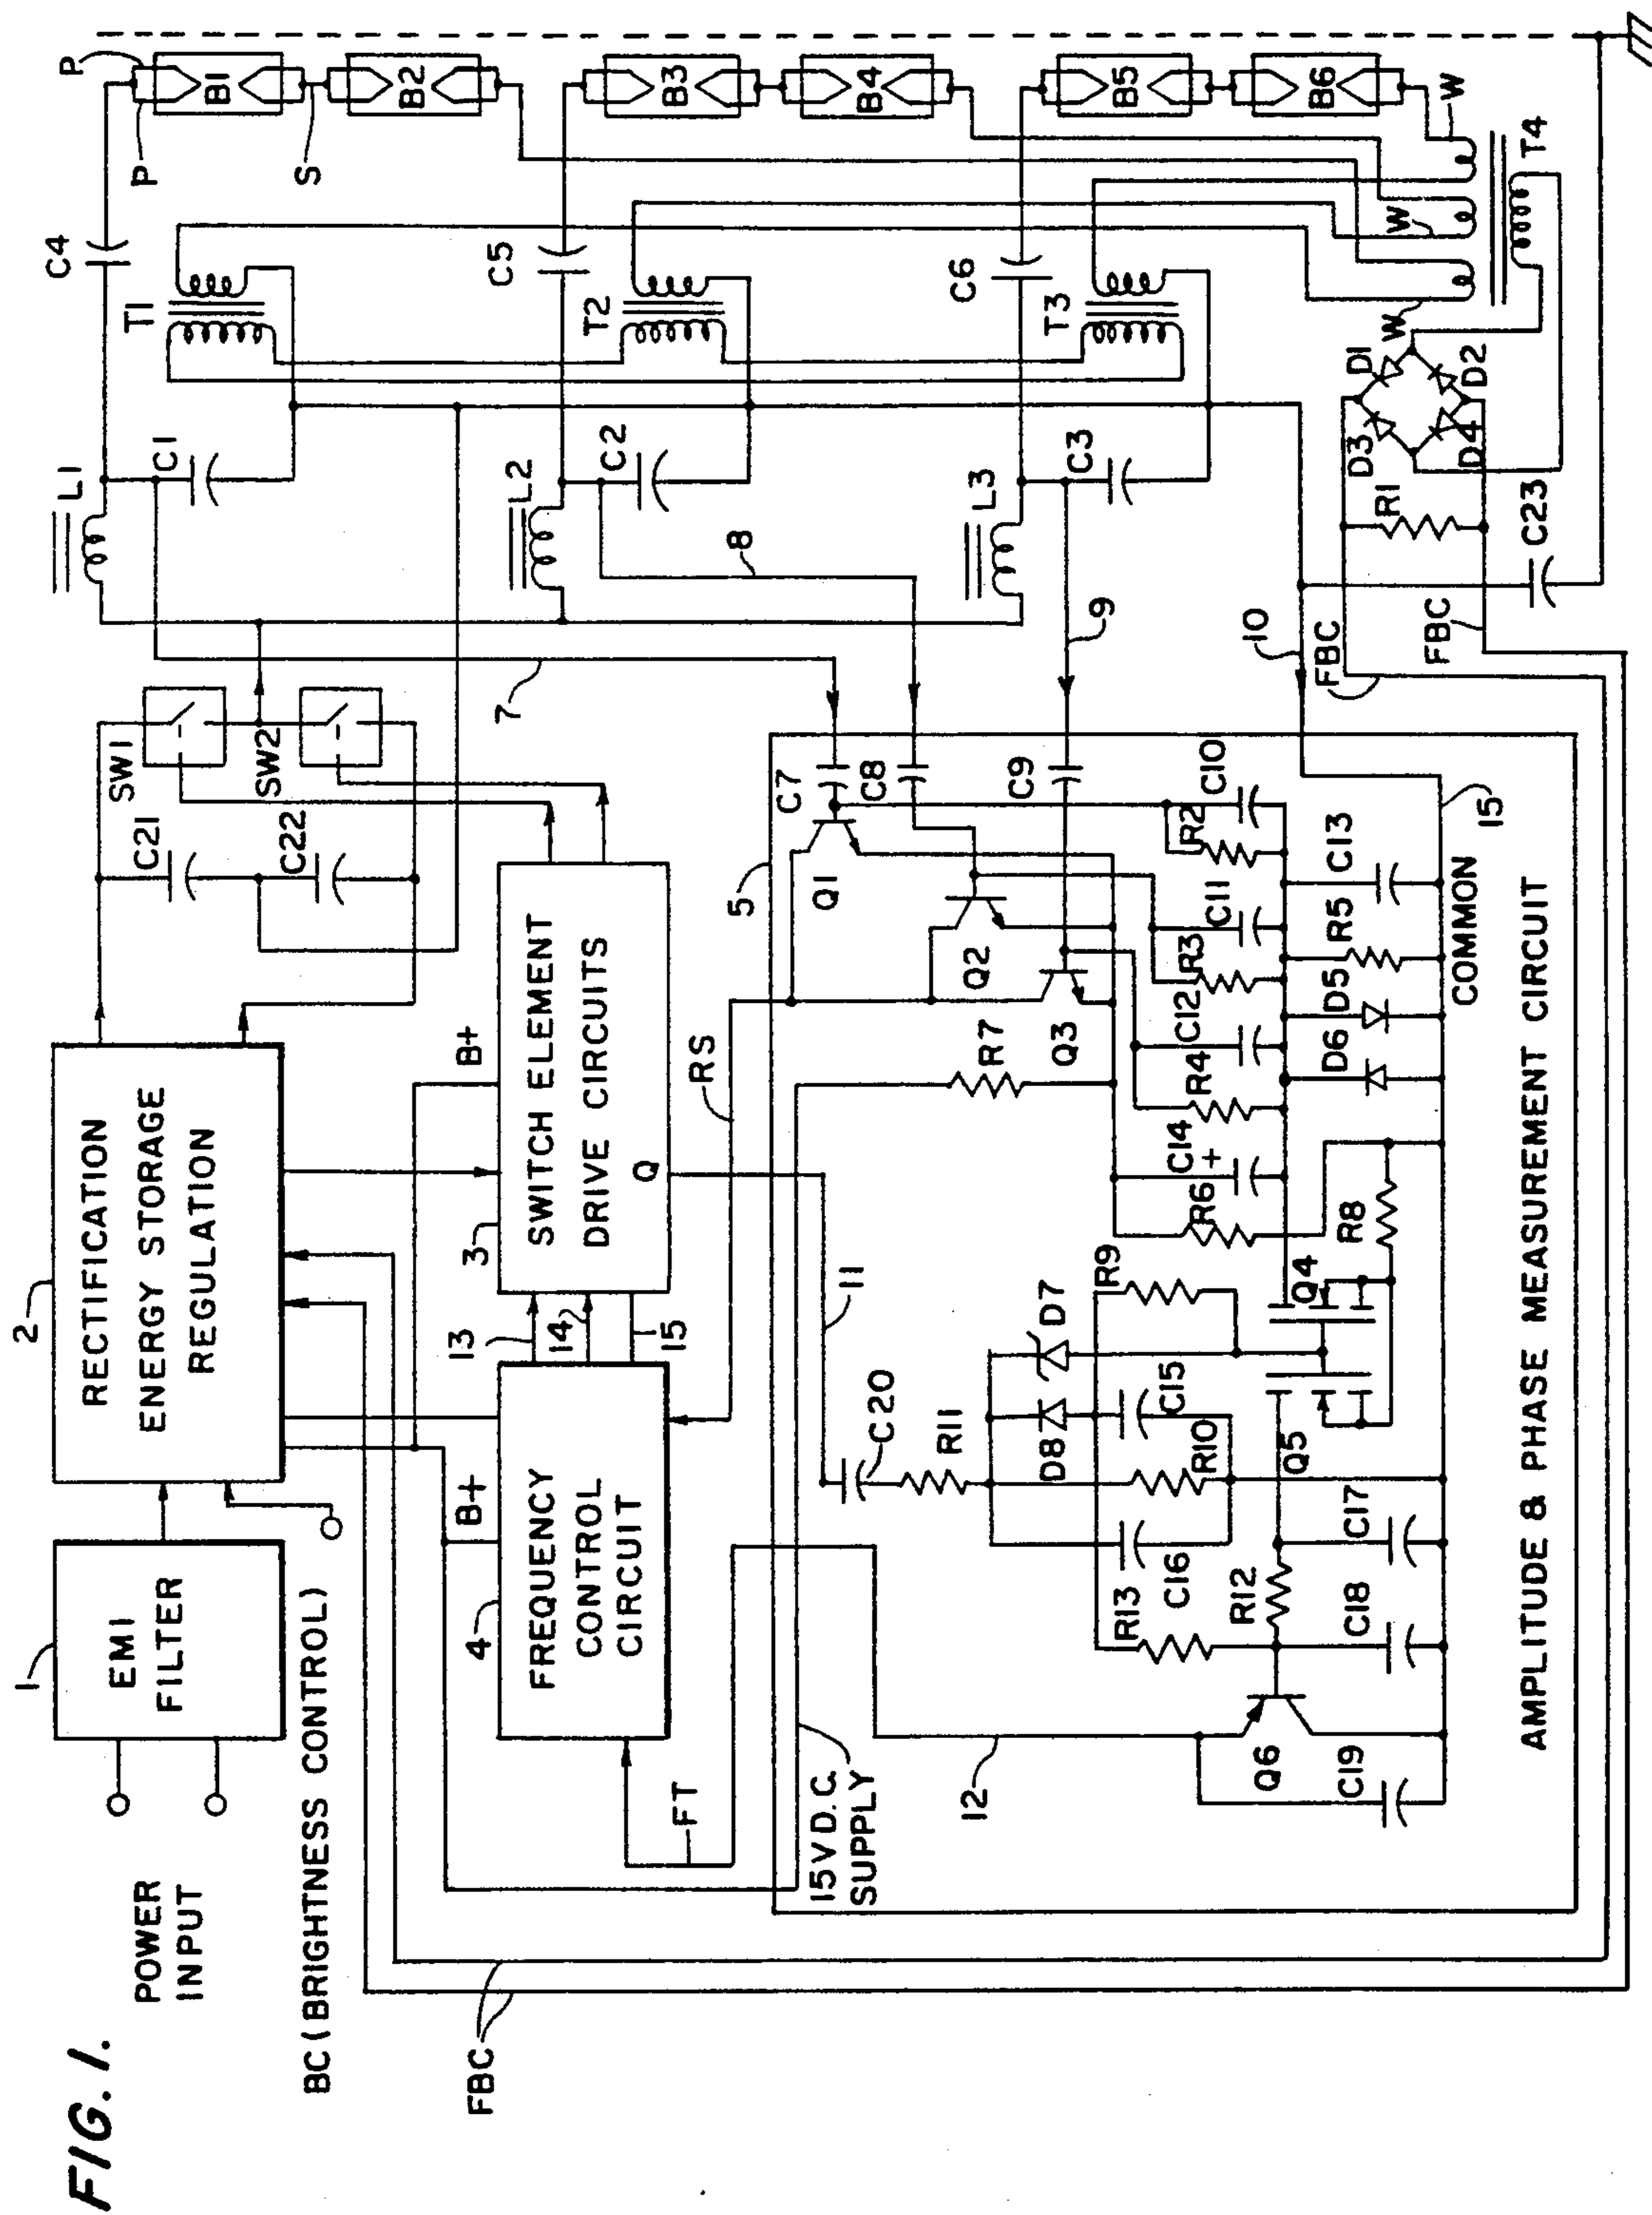 FIG. 1.
POWER
INPUT
1
EMI
FILTER
BC (BRIGHTNESS CONTROL)
2
RECTIFICATION
ENERGY STORAGE
REGULATION
B+
B+
3
SWITCH ELEMENT
DRIVE CIRCUITS
Q
13
14
15
4
FREQUENCY
CONTROL
CIRCUIT
FT
FBC
RS
11
12
15V D.C.
SUPPLY
C21
C22
SW1
SW2
7
8
9
10
L1
L2
L3
C1
C2
C3
C4
C5
C6
T1
T2
T3
T4
P
P
S
B1
B2
B3
B4
B5
B6
W
W
W
D1
D2
D3
D4
R1
C23
FBC
FBC
5
C7
C8
C9
Q1
Q2
Q3
R7
C10
R2
C11
R3
C12
R4
C14
+
R6
C13
R5
D5
D6
15
COMMON
R8
Q4
Q5
R9
D7
D8
C15
R10
C16
R11
C20
R13
R12
C17
C18
Q6
C19
AMPLITUDE & PHASE MEASUREMENT CIRCUIT